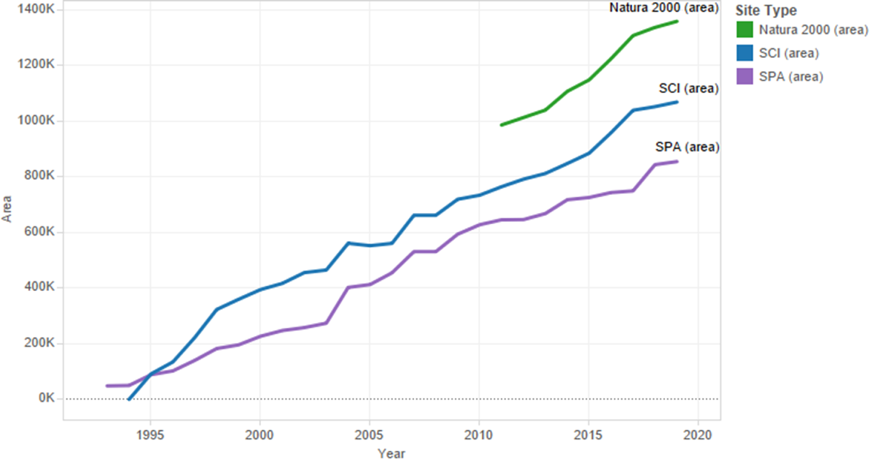 Natura 2000 (area)
Site Type
Natura 2000 (area)
SCI (area)
SPA (area)
SCI (area)
SPA (area)
1400K
1200K
1000K
800K
600K
400K
200K
0K
Area
1995
2000
2005
2010
2015
2020
Year